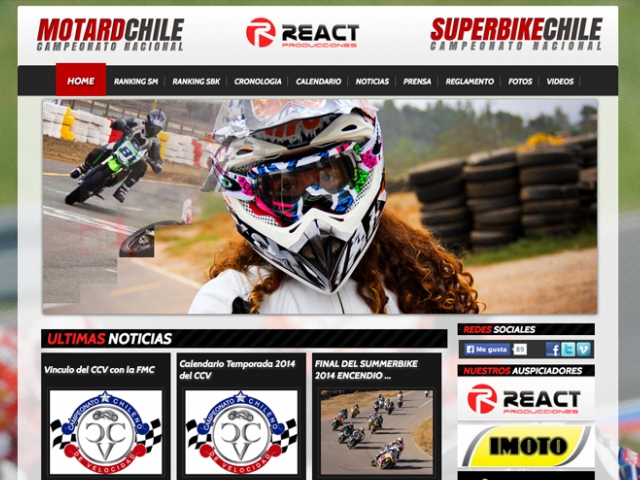 MOTARDCHILE
CAMPEONATO NACIONAL
REACT
PRODUCCIONES
SUPERBIKECHILE
CAMPEONATO NACIONAL
HOME RANKING SM RANKING SBK CRONOLOGIA CALENDARIO NOTICIAS PRENSA REGLAMENTO FOTOS VIDEOS
ULTIMAS NOTICIAS
Vinculo del CCV con la FMC
CAMPEONATO CHILENO
DE VELOCIDAD
Calendario Temporada 2014
del CCV
CAMPEONATO CHILENO
DE VELOCIDAD
FINAL DEL SUMMERBIKE
2014 ENCENDIO ...
REDES SOCIALES
Me gusta 89
NUESTROS AUSPICIADORES
REACT
PRODUCCIONES
IMOTO